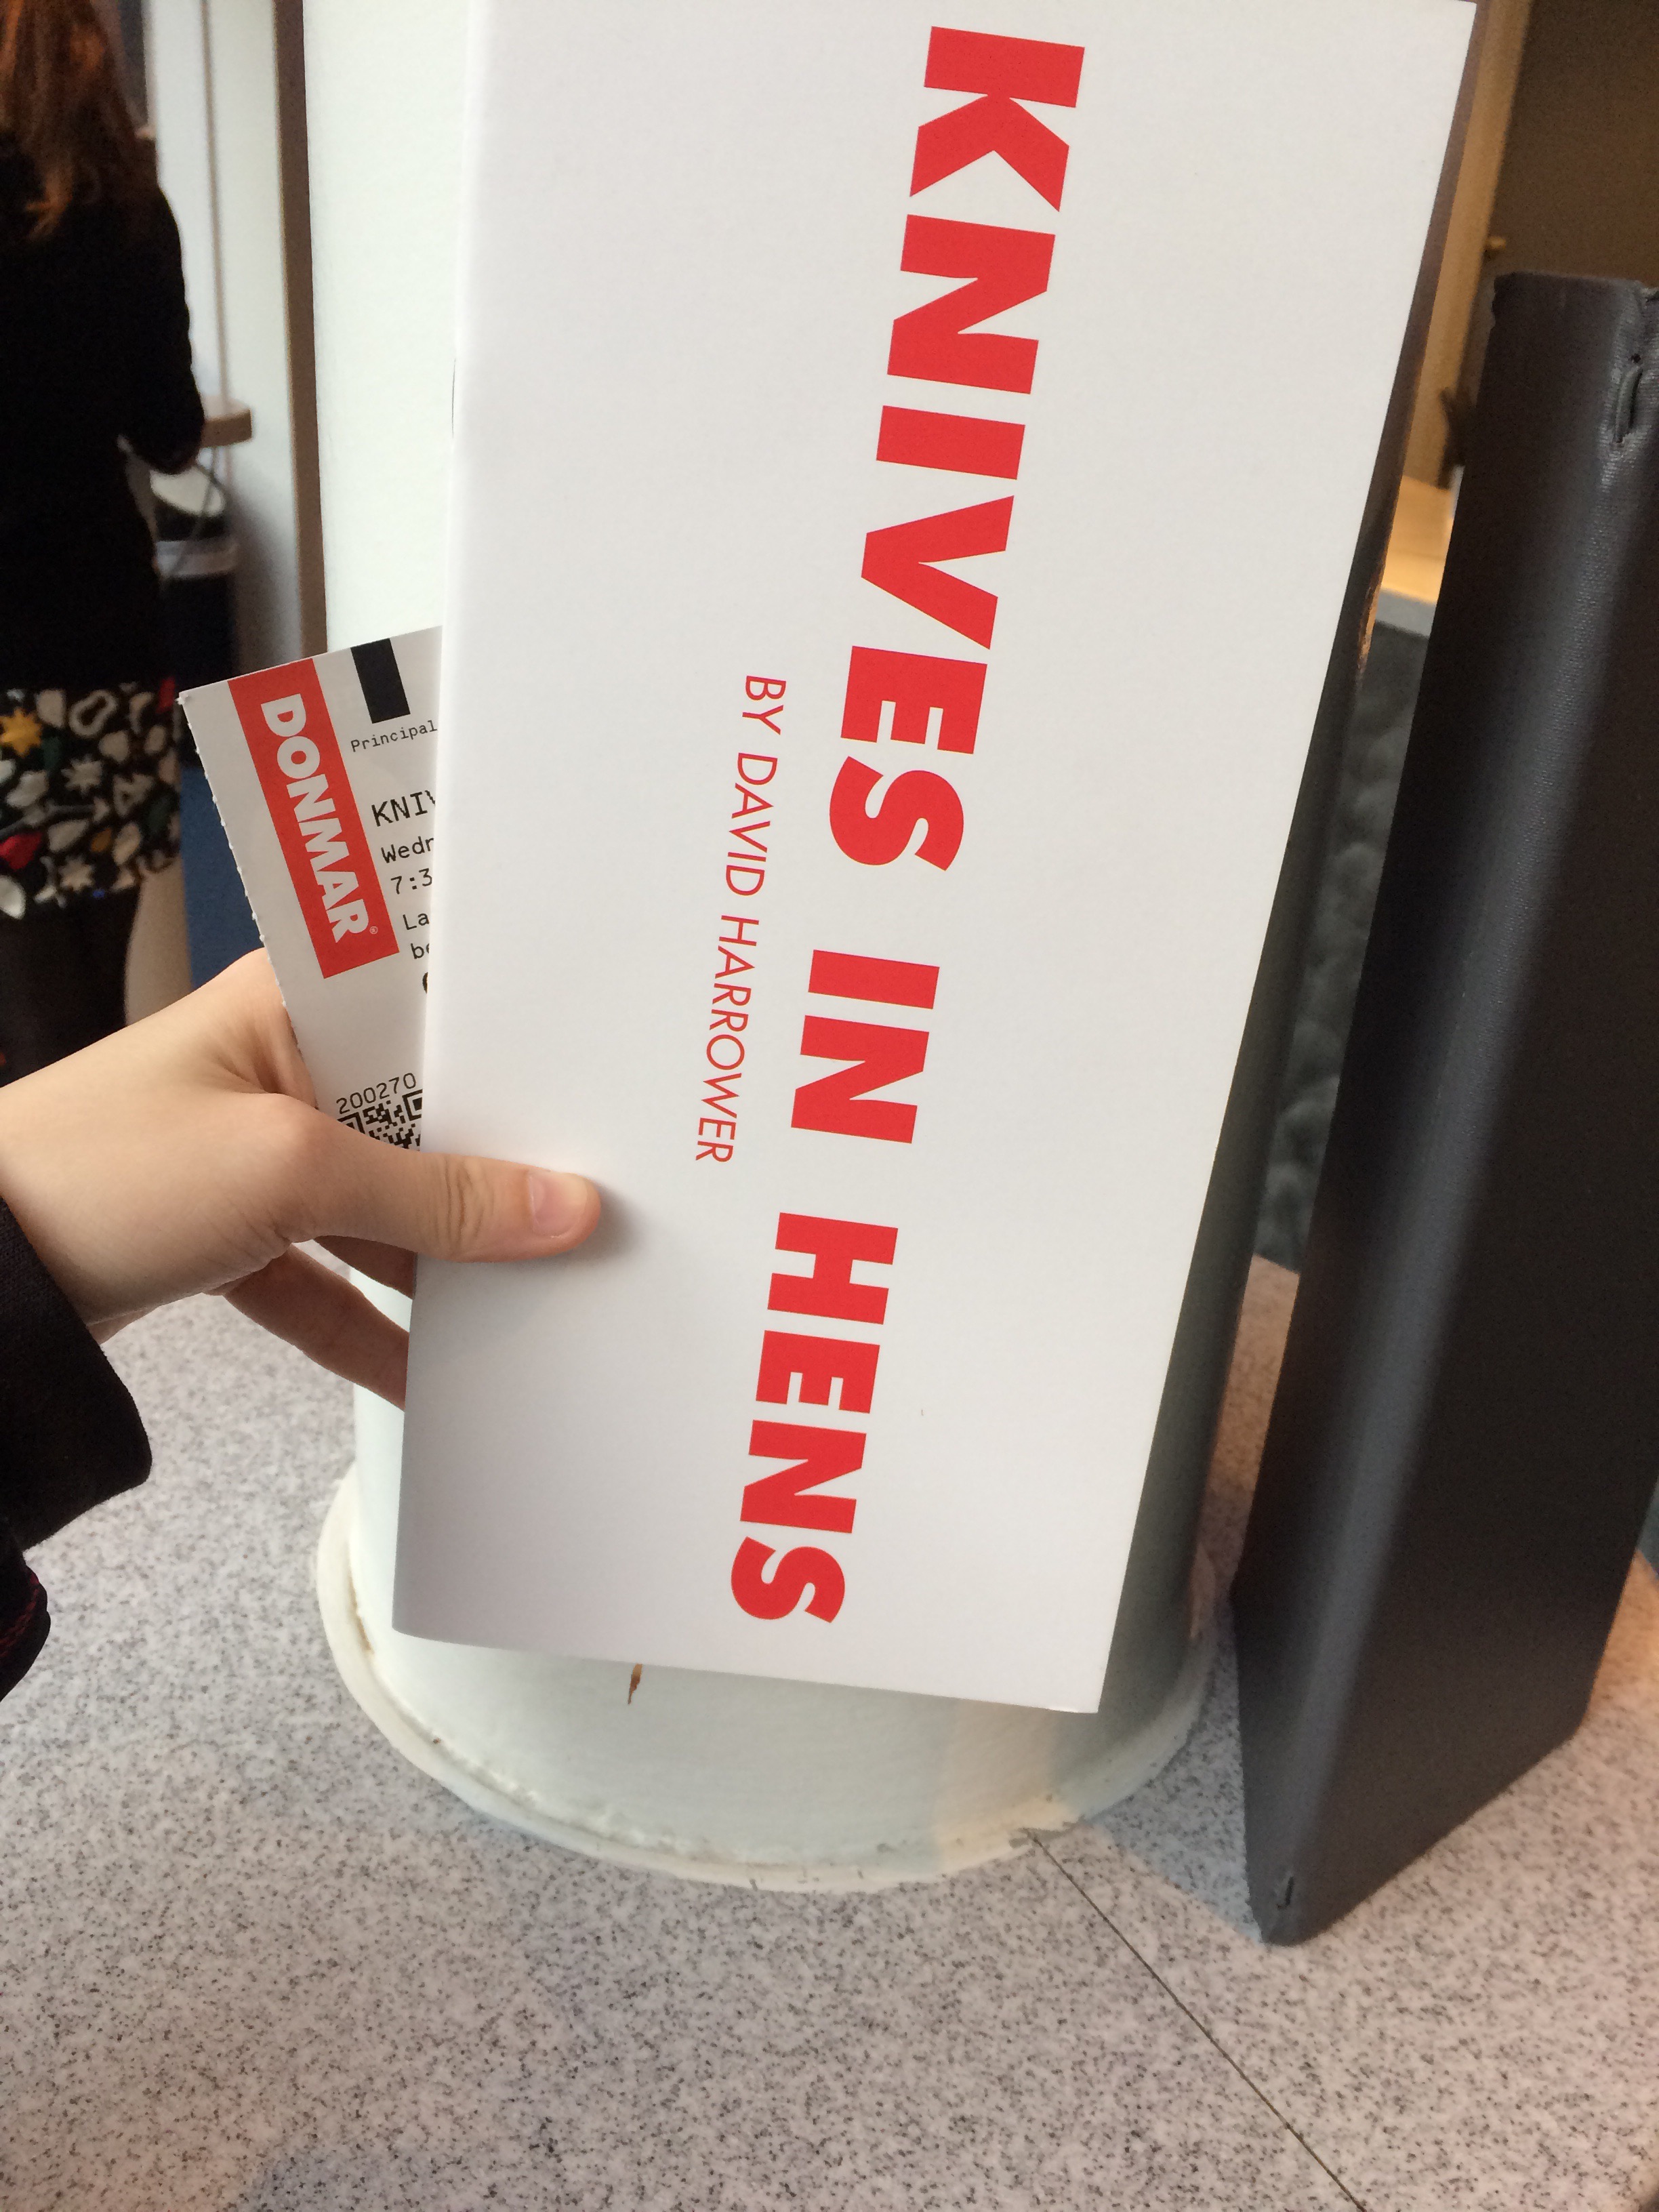 KNIVES IN HENS
BY DAVID HARROWER
DONMAR®
Principal
KNIV
Wedn
7:3
La
be
200270